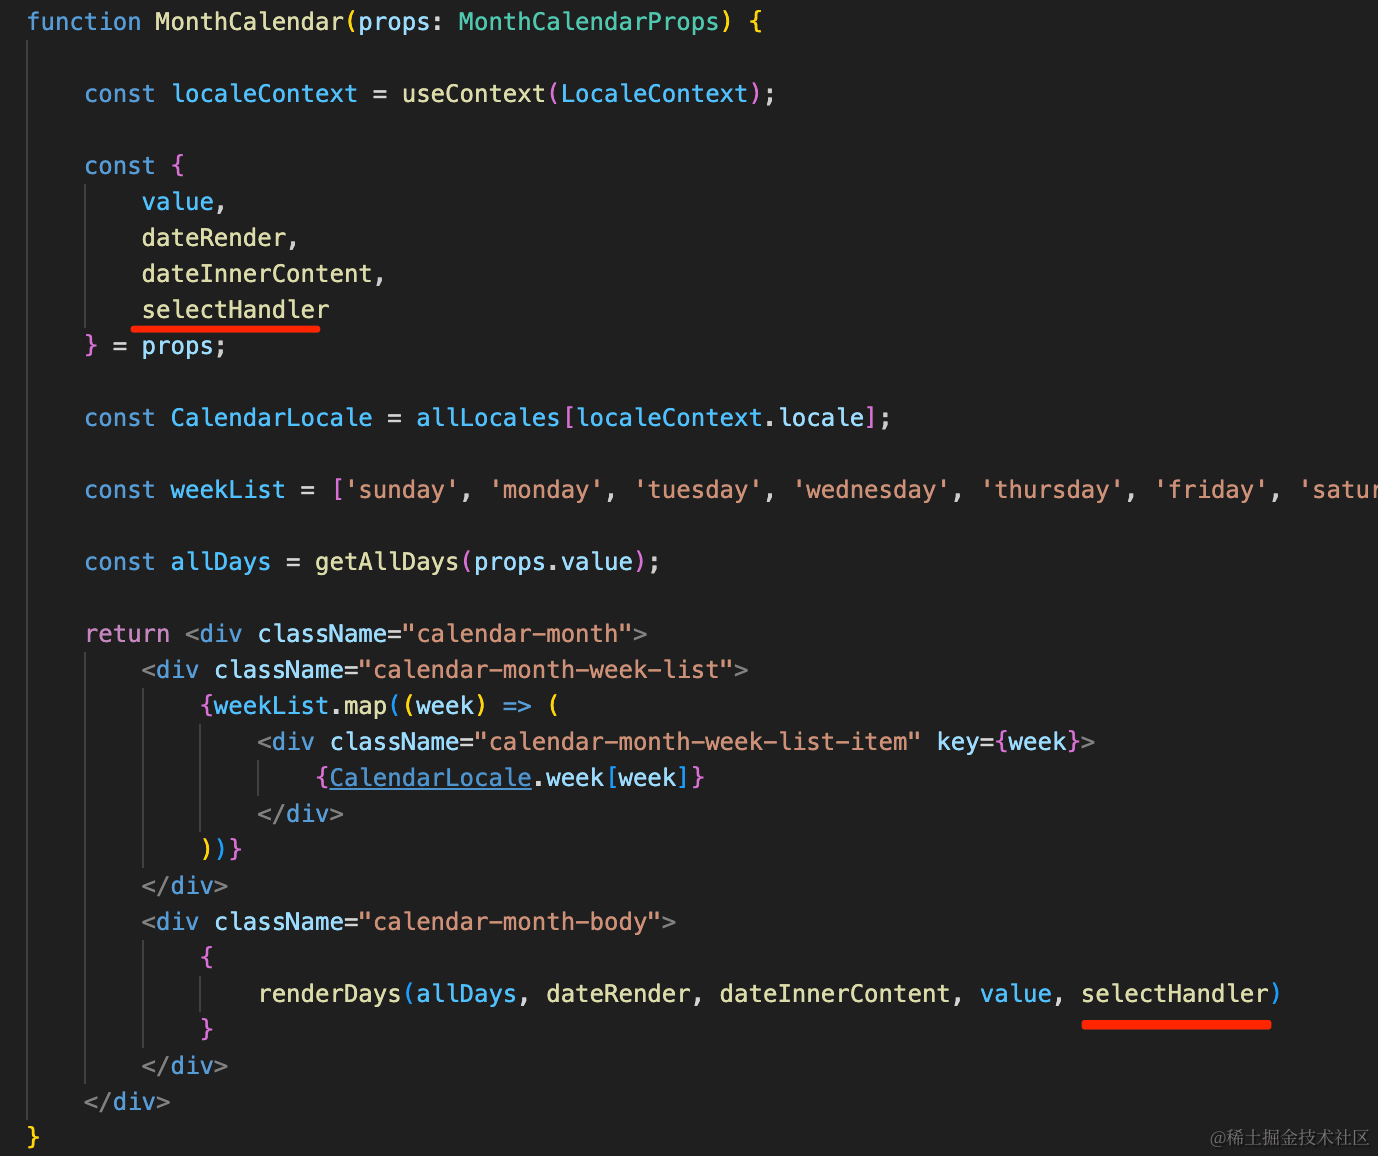 function MonthCalendar(props: MonthCalendarProps) {
const localeContext = useContext(LocaleContext);
const {
value,
dateRender,
dateInnerContent,
selectHandler
} = props;
const CalendarLocale = allLocales[localeContext.locale];
const weekList = ['sunday', 'monday', 'tuesday', 'wednesday', 'thursday', 'friday', 'satur
const allDays = getAllDays(props.value);
return <div className="calendar-month">
<div className="calendar-month-week-list">
{weekList.map((week) => (
<div className="calendar-month-week-list-item" key={week}>
{CalendarLocale.week[week]}
</div>
))}
</div>
<div className="calendar-month-body">
{
renderDays(allDays, dateRender, dateInnerContent, value, selectHandler)
}
</div>
</div>
}
@稀土掘金技术社区